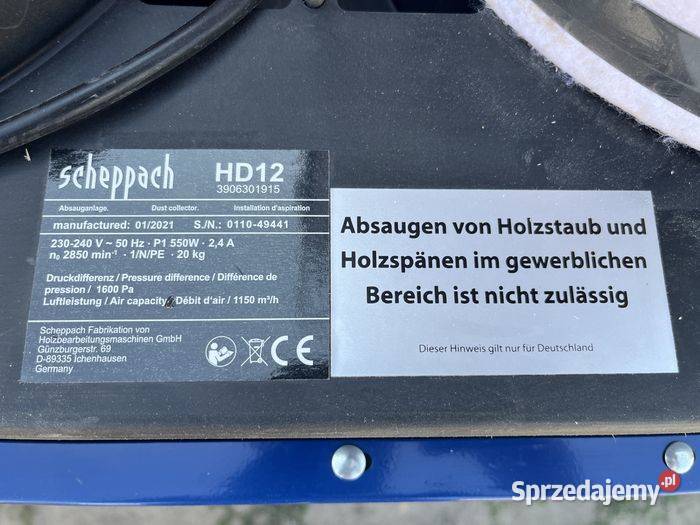 scheppach HD12
3906301915
Absauganlage. Dust collector. Installation d'aspiration
manufactured: 01/2021 S./N.: 0110-49441
230-240 V ~ 50 Hz · P1 550W · 2,4 A
n₀ 2850 min⁻¹ · 1/N/PE · 20 kg
Druckdifferenz / Pressure difference / Différence de
pression / 1600 Pa
Luftleistung / Air capacity / Débit d'air / 1150 m³/h
Scheppach Fabrikation von
Holzbearbeitungsmaschinen GmbH
Günzburgerstr. 69
D-89335 Ichenhausen
Germany
CE
Absaugen von Holzstaub und
Holzspänen im gewerblichen
Bereich ist nicht zulässig
Dieser Hinweis gilt nur für Deutschland
Sprzedajemy.pl